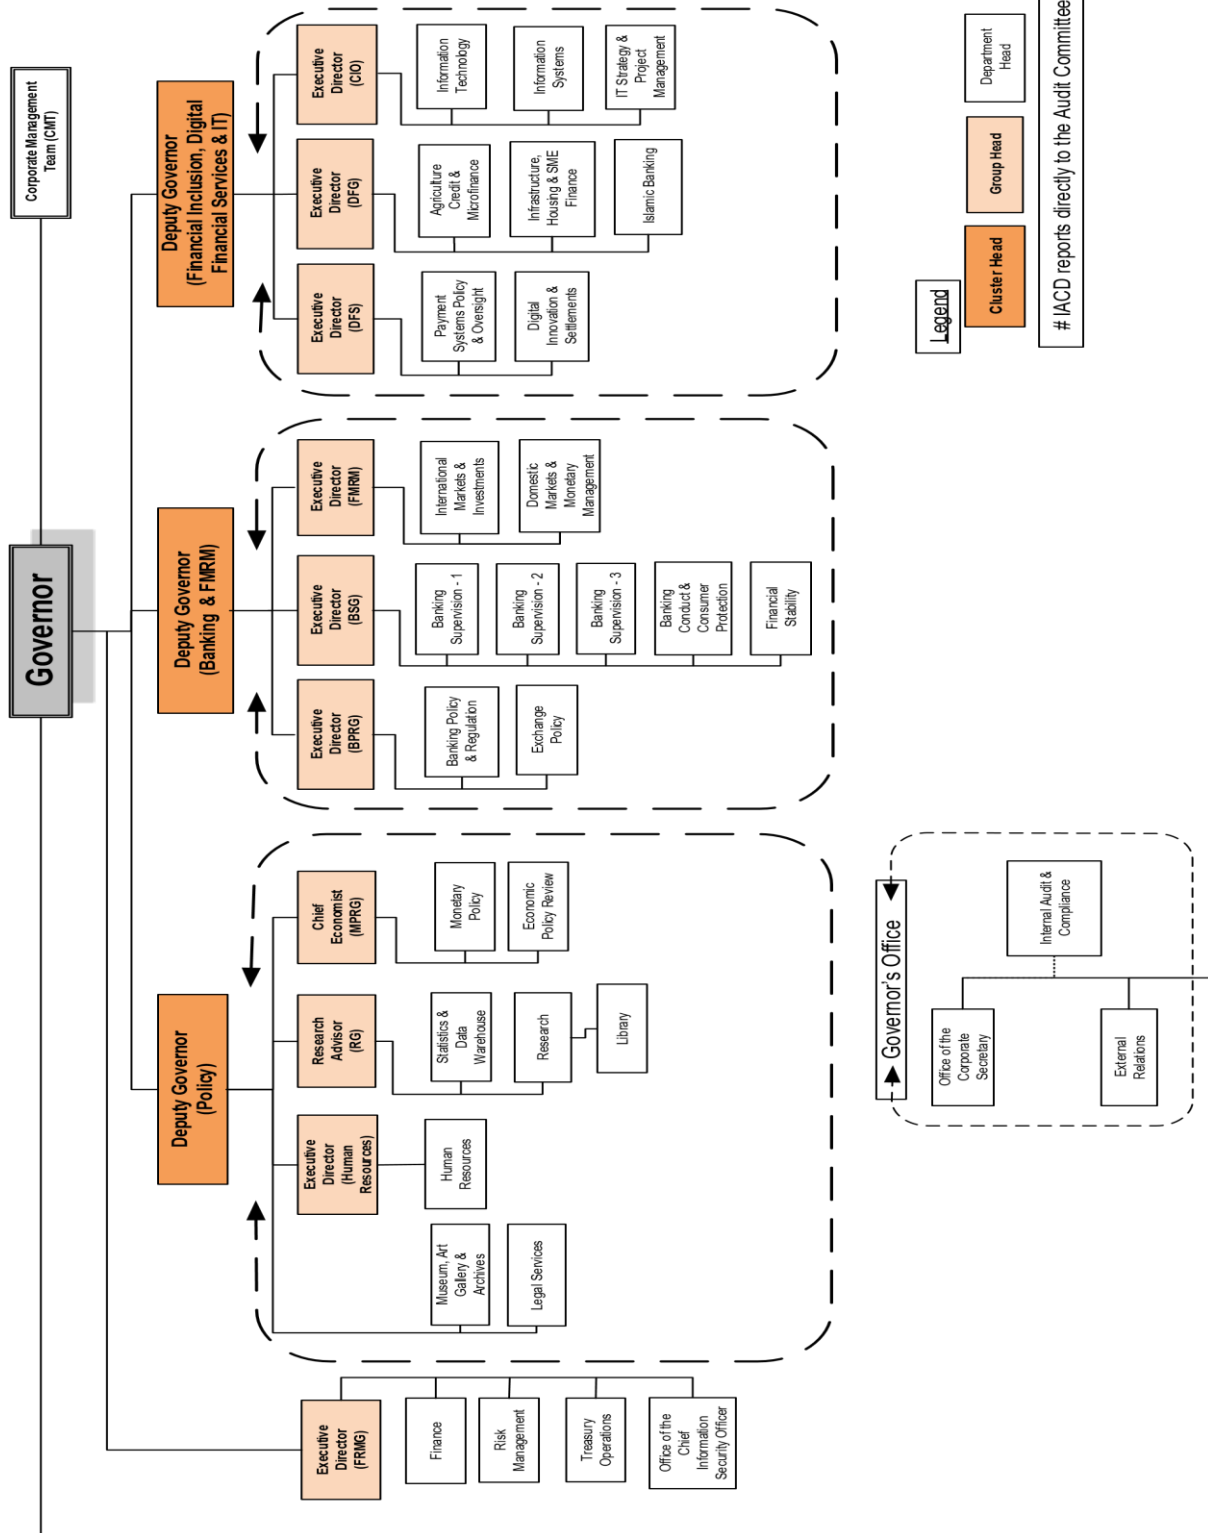 Governor
Corporate Management
Team (CMT)
Deputy Governor
(Policy)
Deputy Governor
(Banking & FMRM)
Deputy Governor
(Financial Inclusion, Digital
Financial Services & IT)
Executive
Director
(FRMG)
Finance
Risk
Management
Treasury
Operations
Office of the
Chief
Information
Security Officer
Museum, Art
Gallery &
Archives
Legal Services
Executive
Director
(Human
Resources)
Human
Resources
Research
Advisor
(RG)
Statistics &
Data
Warehouse
Research
Library
Chief
Economist
(MPRG)
Monetary
Policy
Economic
Policy Review
Executive
Director
(BPRG)
Banking Policy
& Regulation
Exchange
Policy
Executive
Director
(BSG)
Banking
Supervision - 1
Banking
Supervision - 2
Banking
Supervision - 3
Banking
Conduct &
Consumer
Protection
Financial
Stability
Executive
Director
(FMRM)
International
Markets &
Investments
Domestic
Markets &
Monetary
Management
Executive
Director
(DFS)
Payment
Systems Policy
& Oversight
Digital
Innovation &
Settlements
Executive
Director
(DFG)
Agriculture
Credit &
Microfinance
Infrastructure,
Housing & SME
Finance
Islamic Banking
Executive
Director
(CIO)
Information
Technology
Information
Systems
IT Strategy &
Project
Management
Governor's Office
Office of the
Corporate
Secretary
Internal Audit &
Compliance
External
Relations
Legend
Cluster Head
Group Head
Department
Head
# IACD reports directly to the Audit Committee